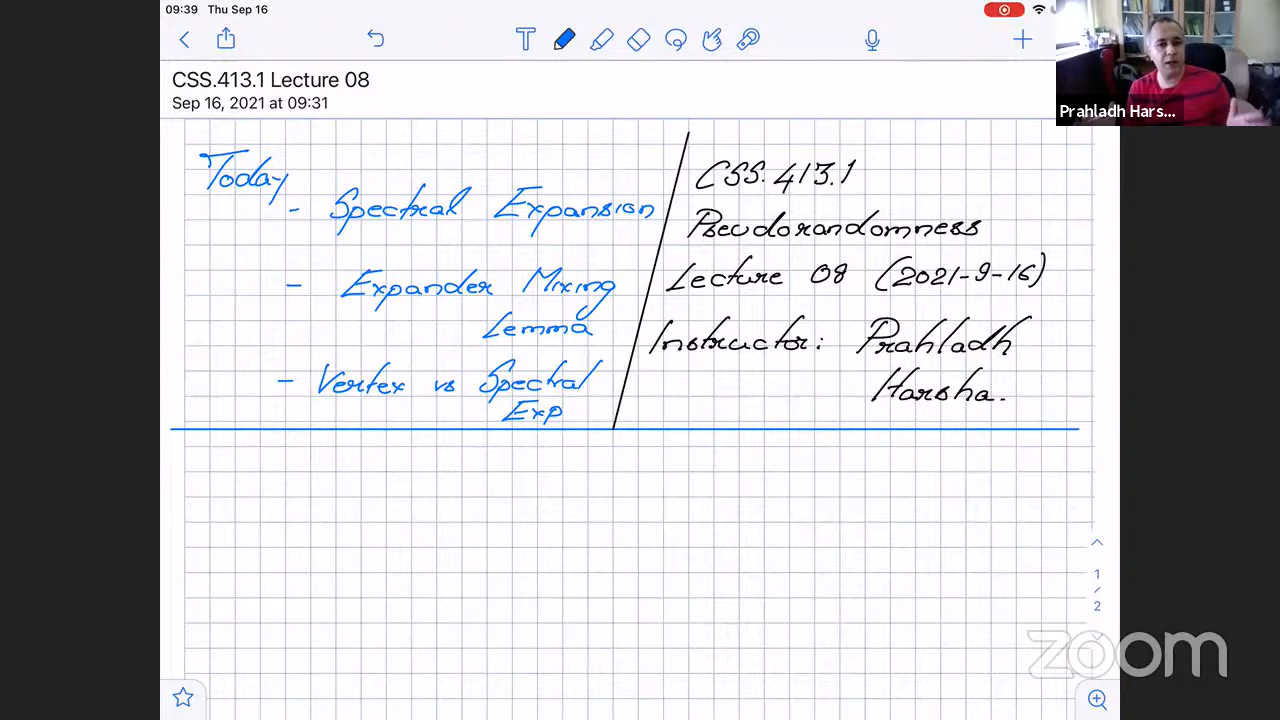 09:39 Thu Sep 16
CSS.413.1 Lecture 08
Sep 16, 2021 at 09:31
Prahladh Hars...
Today
- Spectral Expansion
- Expander Mixing
Lemma
- Vertex vs Spectral
Exp
CSS.413.1
Pseudorandomness
Lecture 08 (2021-9-16)
Instructor: Prahladh
Harsha.
1
/
2
zoom